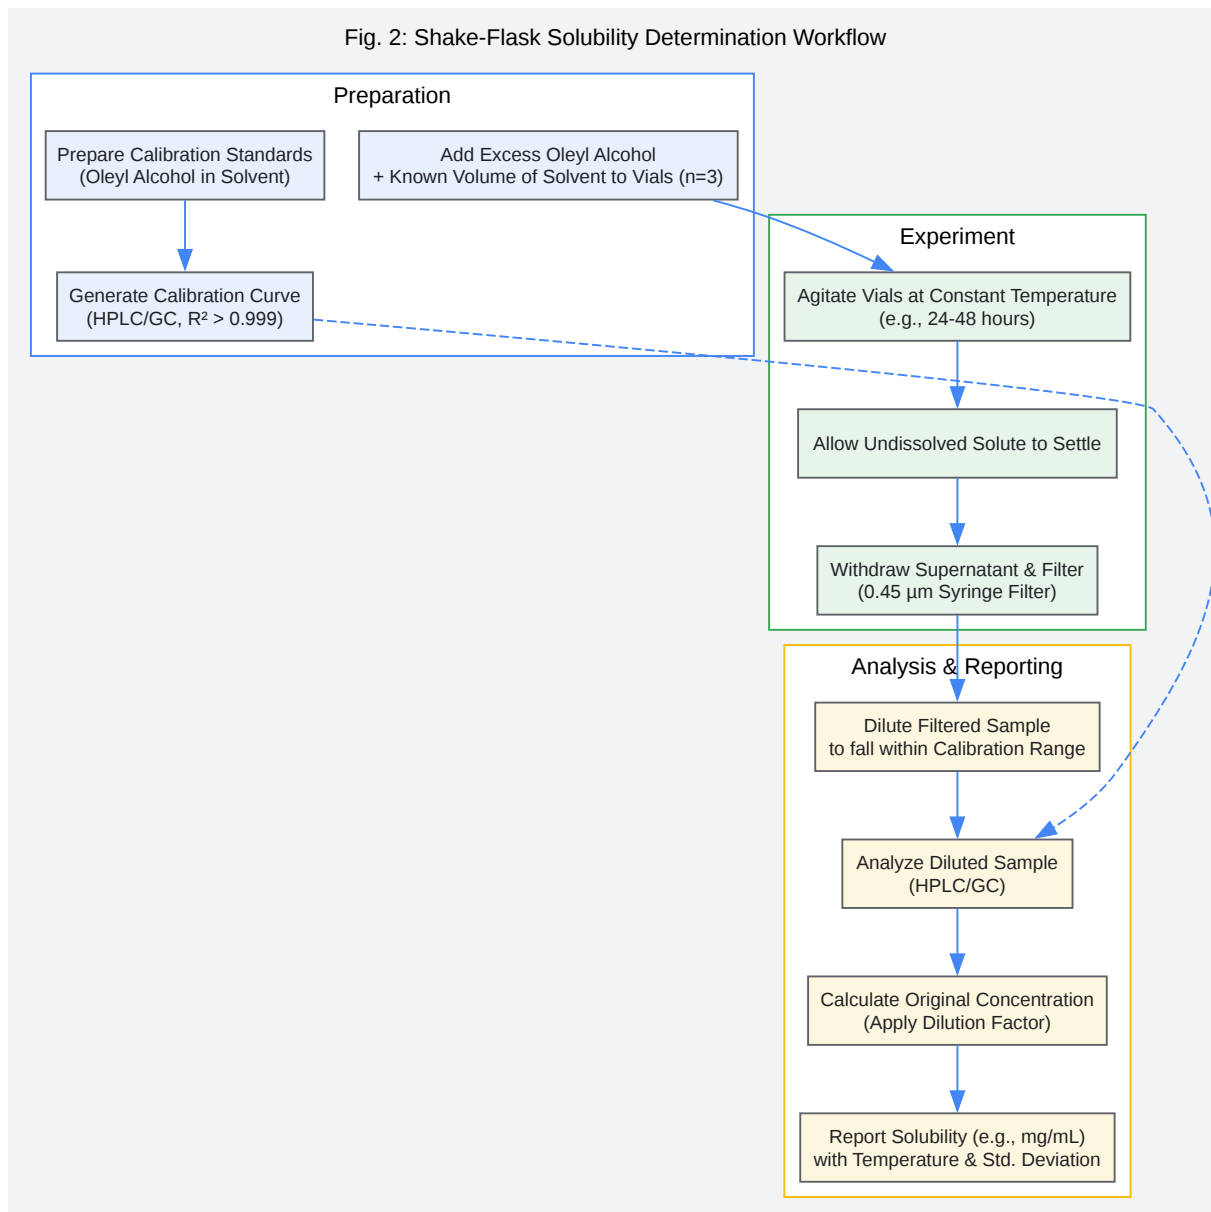 Fig. 2: Shake-Flask Solubility Determination Workflow
Preparation
Prepare Calibration Standards
(Oleyl Alcohol in Solvent)
Add Excess Oleyl Alcohol
+ Known Volume of Solvent to Vials (n=3)
Generate Calibration Curve
(HPLC/GC, R² > 0.999)
Experiment
Agitate Vials at Constant Temperature
(e.g., 24-48 hours)
Allow Undissolved Solute to Settle
Withdraw Supernatant & Filter
(0.45 µm Syringe Filter)
Analysis & Reporting
Dilute Filtered Sample
to fall within Calibration Range
Analyze Diluted Sample
(HPLC/GC)
Calculate Original Concentration
(Apply Dilution Factor)
Report Solubility (e.g., mg/mL)
with Temperature & Std. Deviation